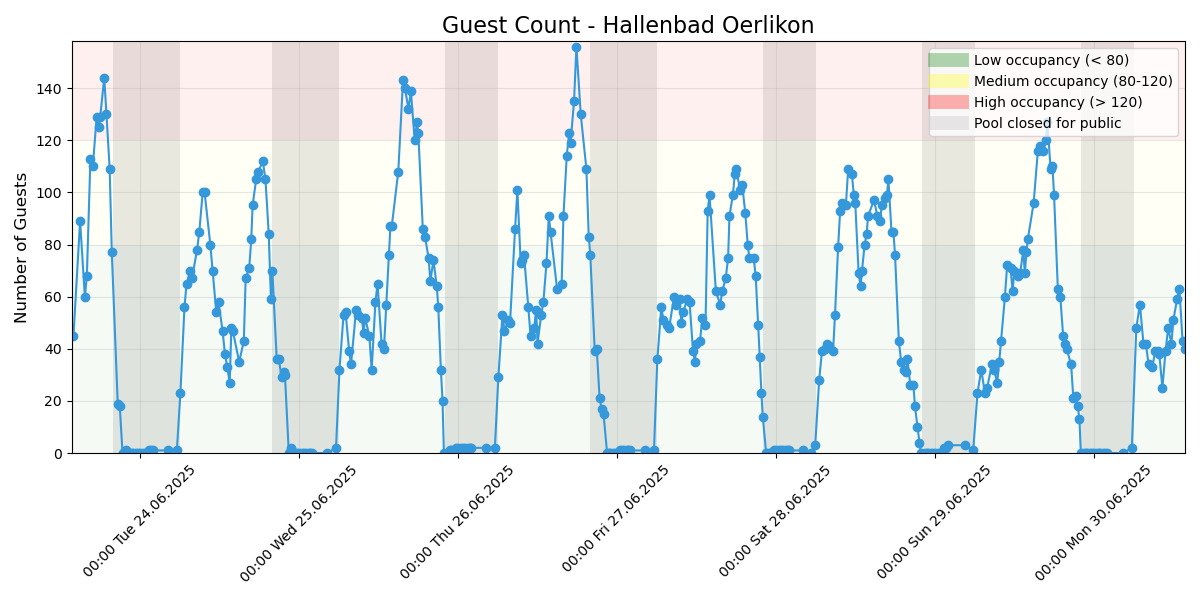 Guest Count - Hallenbad Oerlikon
Number of Guests
140
120
100
80
60
40
20
0
Low occupancy (< 80)
Medium occupancy (80-120)
High occupancy (> 120)
Pool closed for public
00:00 Tue 24.06.2025
00:00 Wed 25.06.2025
00:00 Thu 26.06.2025
00:00 Fri 27.06.2025
00:00 Sat 28.06.2025
00:00 Sun 29.06.2025
00:00 Mon 30.06.2025